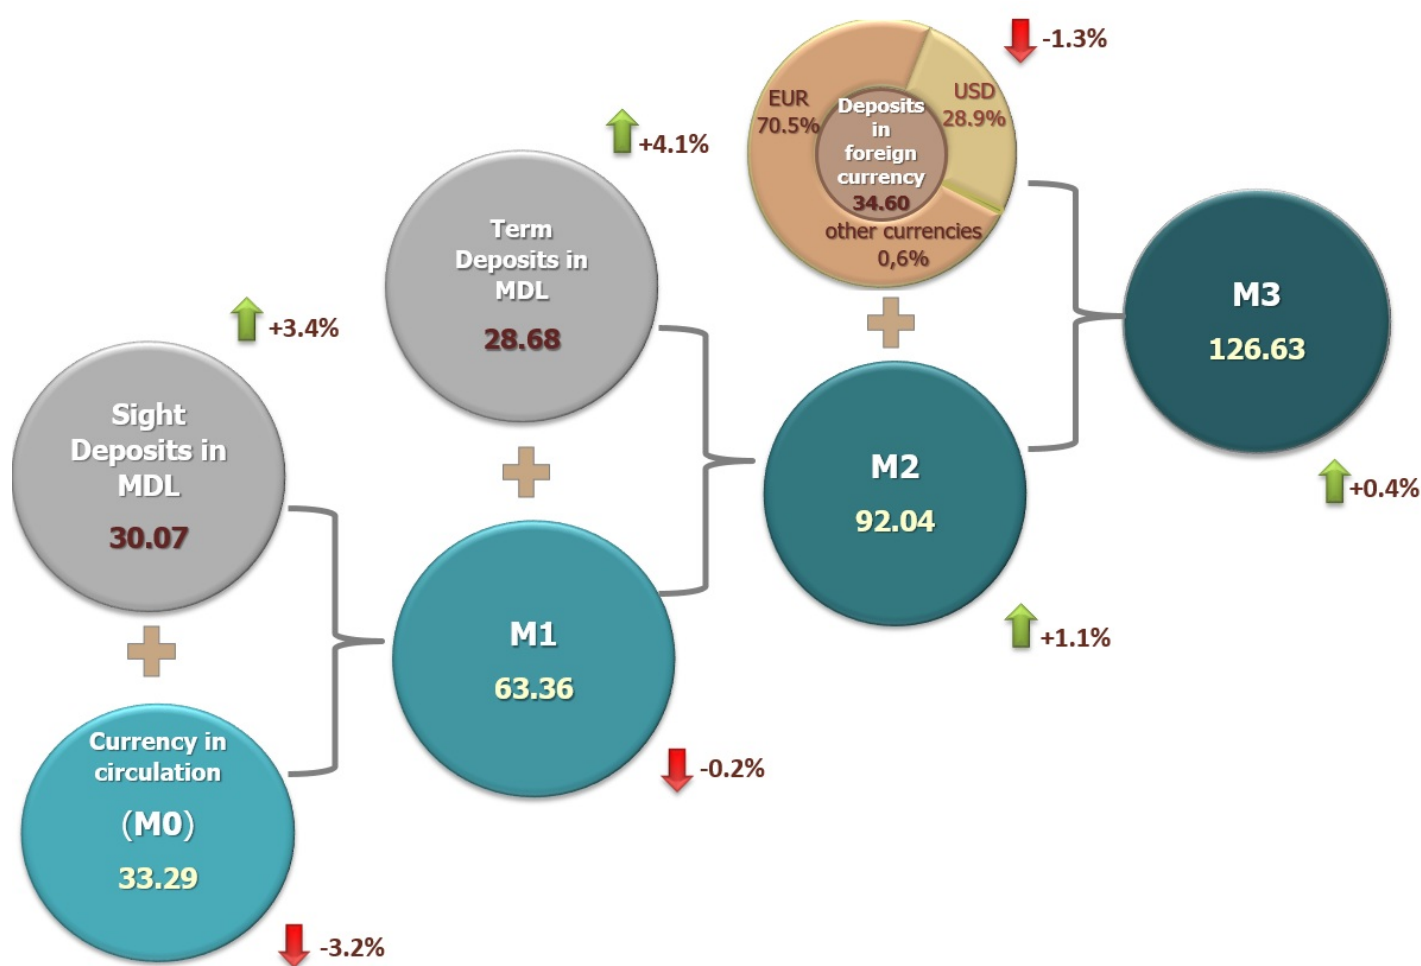 +3.4%
Sight
Deposits in
MDL
30.07
Currency in
circulation
(M0)
33.29
-3.2%
+4.1%
Term
Deposits in
MDL
28.68
M1
63.36
-0.2%
-1.3%
EUR
70.5%
USD
28.9%
Deposits
in
foreign
currency
34.60
other currencies
0,6%
M2
92.04
+1.1%
M3
126.63
+0.4%